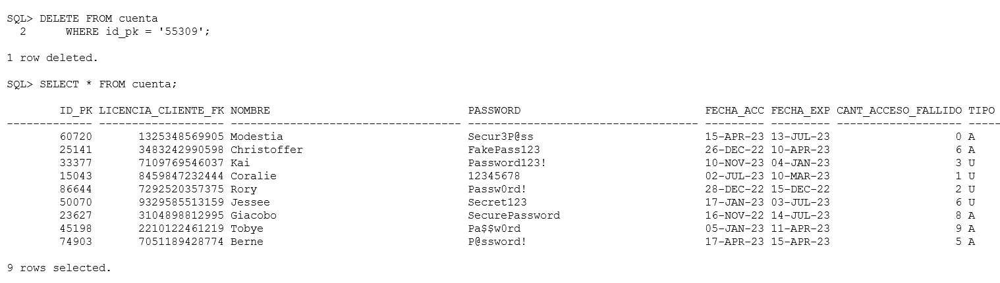 SQL> DELETE FROM cuenta
  2      WHERE id_pk = '55309';
1 row deleted.
SQL> SELECT * FROM cuenta;
        ID_PK LICENCIA_CLIENTE_FK NOMBRE                              PASSWORD                            FECHA_ACC FECHA_EXP CANT_ACCESO_FALLIDO TIPO
------------- ------------------- ----------------------------------- ----------------------------------- --------- --------- ------------------- -----
        60720       1325348569905 Modestia                            Secur3P@ss                          15-APR-23 13-JUL-23                   0 A
        25141       3483242990598 Christoffer                         FakePass123                         26-DEC-22 10-APR-23                   6 A
        33377       7109769546037 Kai                                 Password123!                        10-NOV-23 04-JAN-23                   3 U
        15043       8459847232444 Coralie                             12345678                            02-JUL-23 10-MAR-23                   1 U
        86644       7292520357375 Rory                                Passw0rd!                           28-DEC-22 15-DEC-22                   2 U
        50070       9329585513159 Jessee                              Secret123                           17-JAN-23 03-JUL-23                   6 U
        23627       3104898812995 Giacobo                             SecurePassword                      16-NOV-22 14-JUL-23                   8 A
        45198       2210122461219 Tobye                               Pa$$w0rd                            05-JAN-23 11-APR-23                   9 A
        74903       7051189428774 Berne                               P@ssword!                           17-APR-23 15-APR-23                   5 A
9 rows selected.